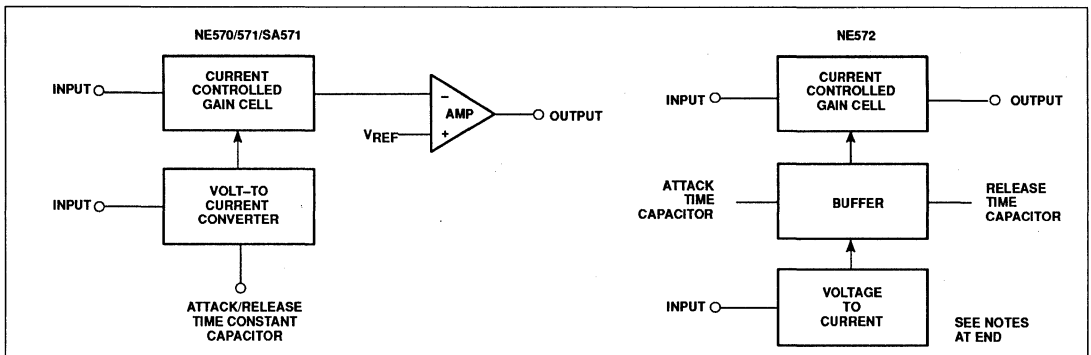 NE570/571/SA571
INPUT
CURRENT
CONTROLLED
GAIN CELL
−
AMP
+
VREF
OUTPUT
INPUT
VOLT–TO
CURRENT
CONVERTER
ATTACK/RELEASE
TIME CONSTANT
CAPACITOR
NE572
INPUT
CURRENT
CONTROLLED
GAIN CELL
OUTPUT
ATTACK
TIME
CAPACITOR
BUFFER
RELEASE
TIME
CAPACITOR
INPUT
VOLTAGE
TO
CURRENT
SEE NOTES
AT END